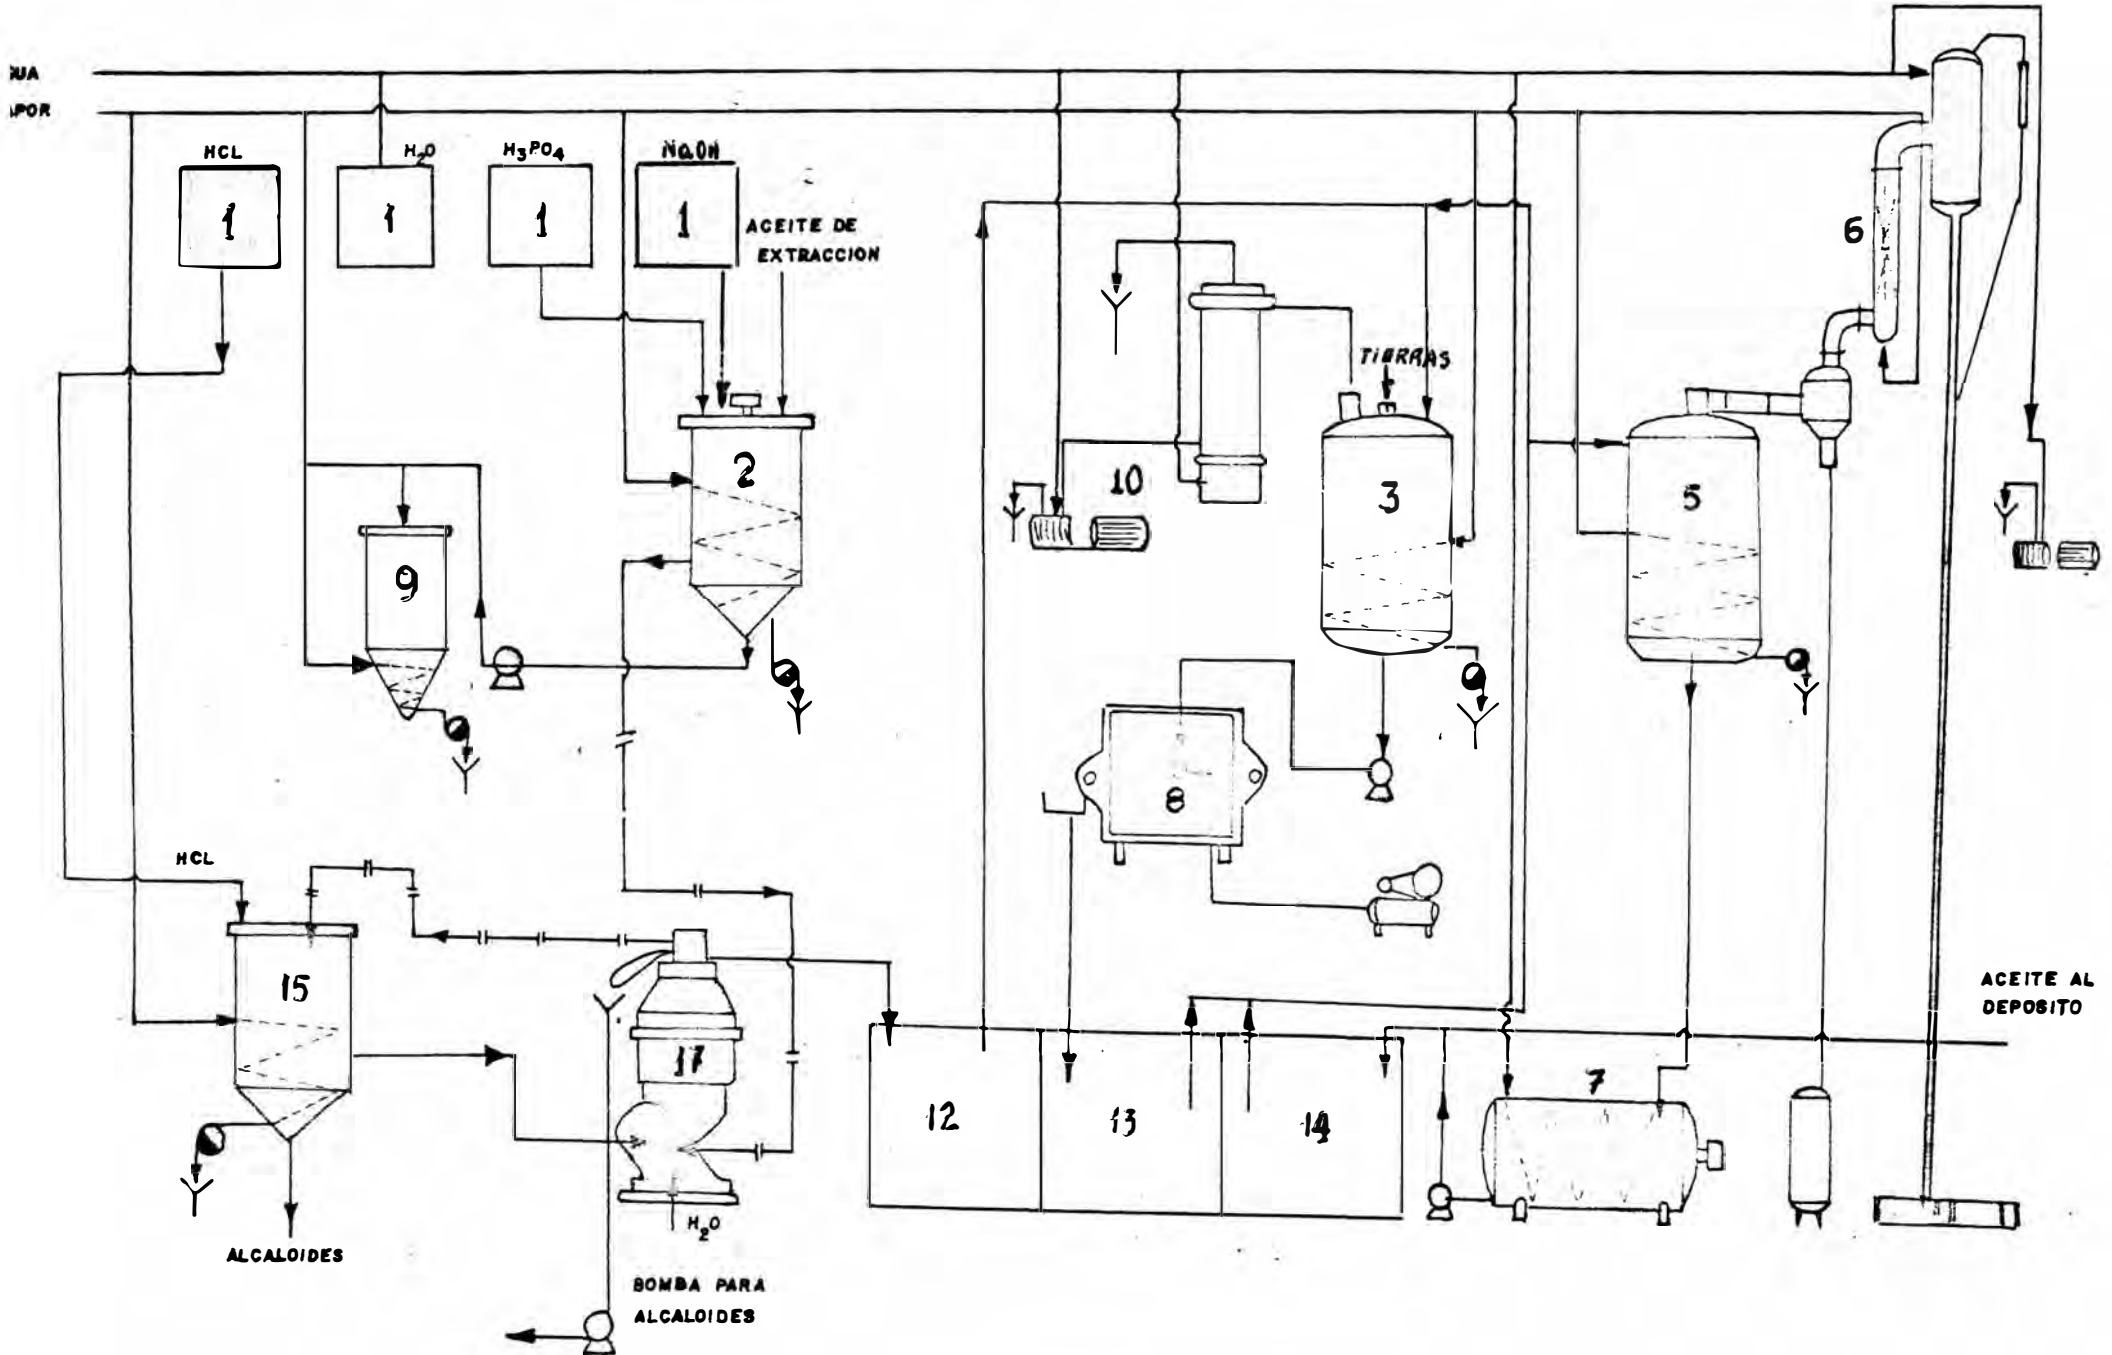 HCL
H₂O
H₃PO₄
NaOH
1
1
1
1
ACEITE DE
EXTRACCION
6
TIERRAS
2
10
3
5
9
8
HCL
15
17
ACEITE AL
DEPOSITO
7
12
13
14
H₂O
ALCALOIDES
BOMBA PARA
ALCALOIDES